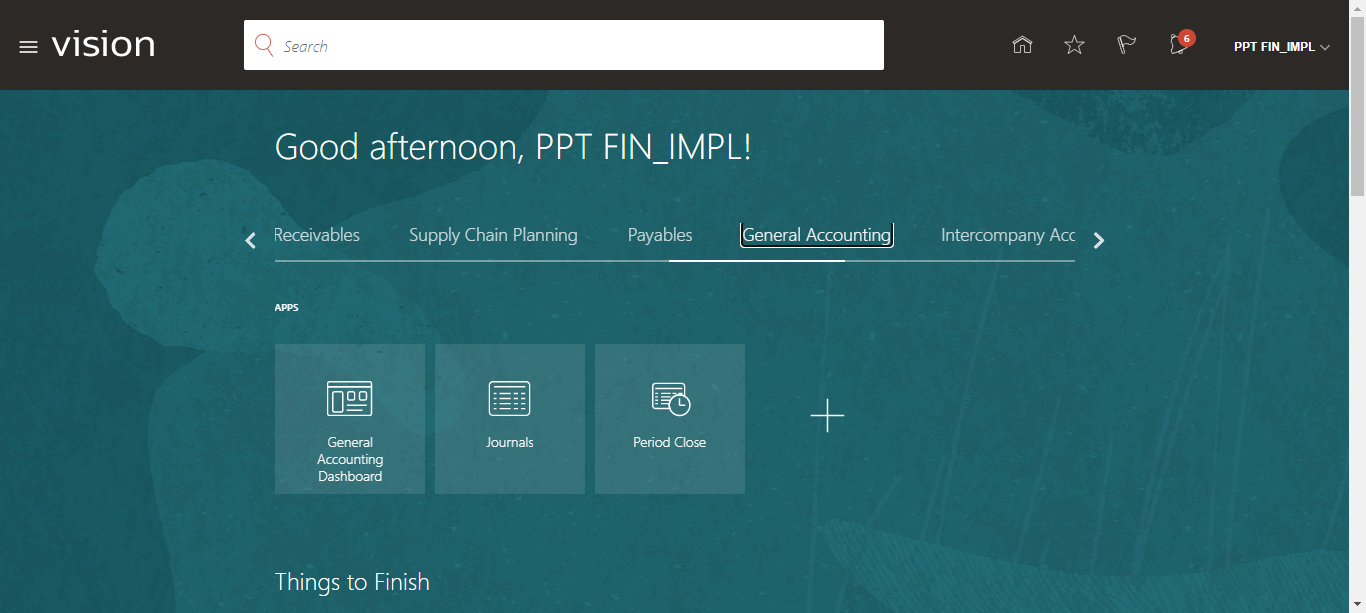 vision
Search
6
PPT FIN_IMPL
Good afternoon, PPT FIN_IMPL!
Receivables Supply Chain Planning Payables General Accounting Intercompany Acc
APPS
General
Accounting
Dashboard
Journals
Period Close
Things to Finish